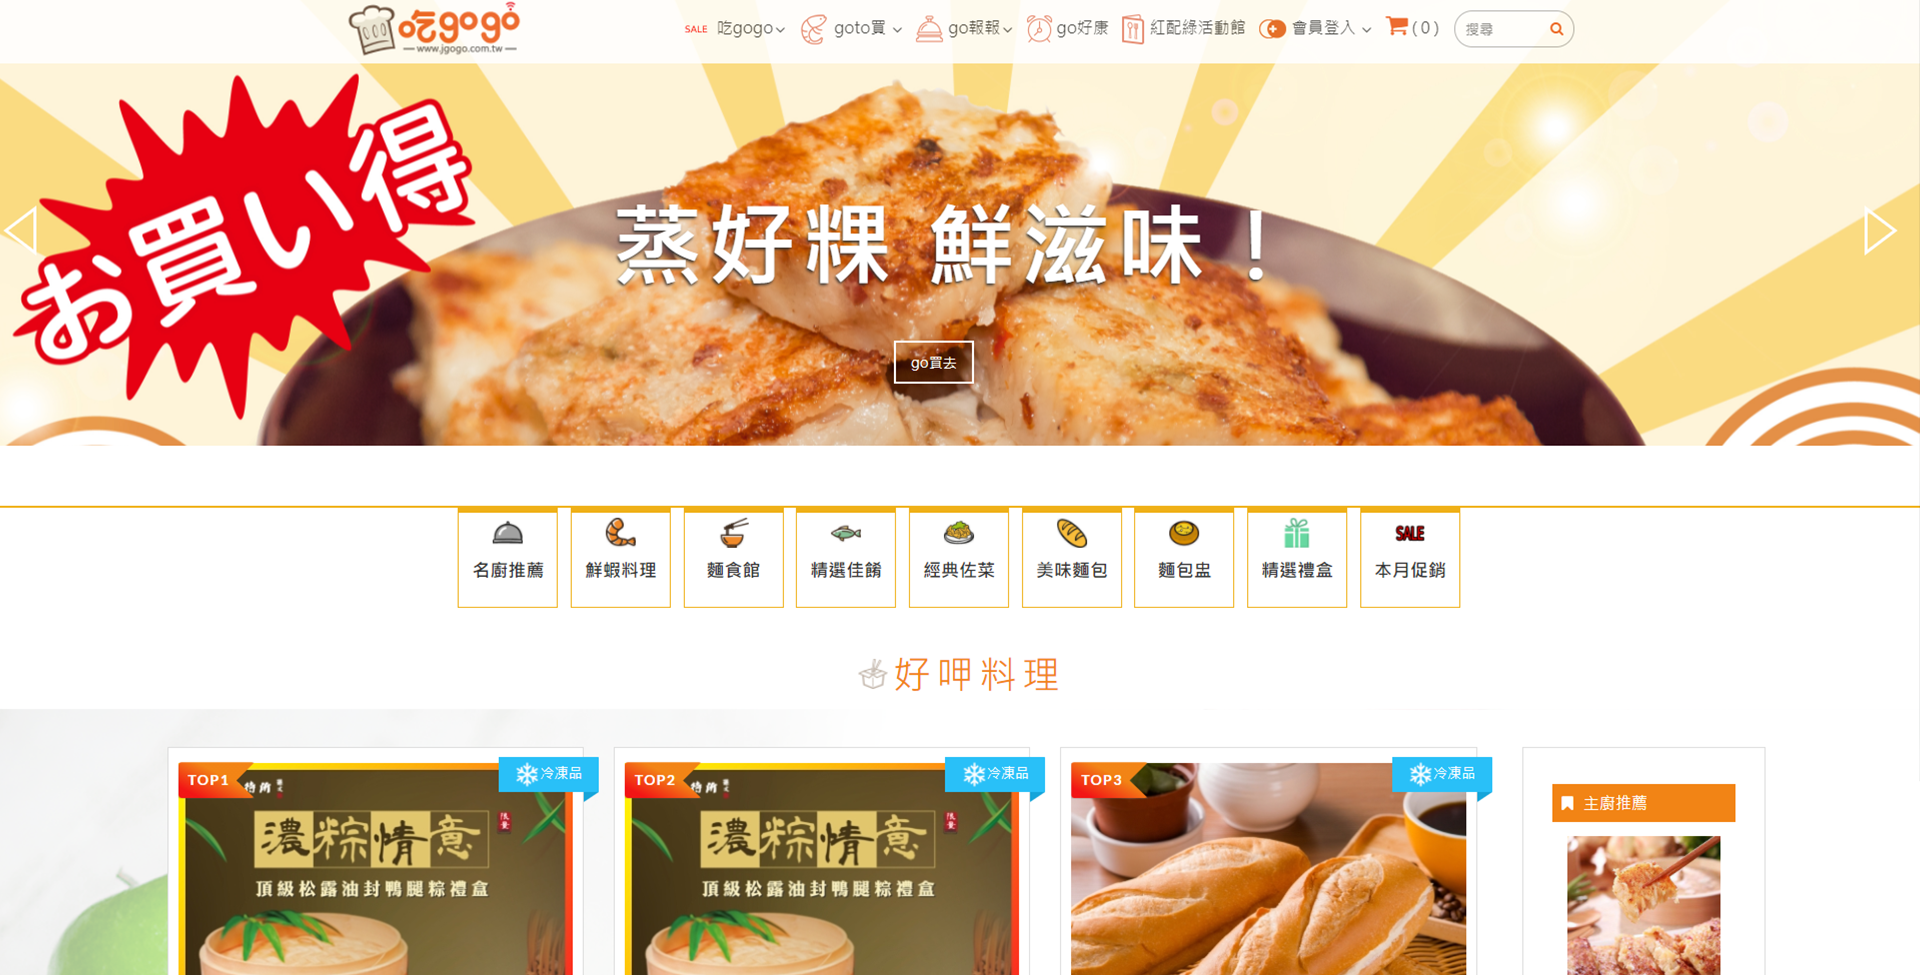 吃gogo
www.jgogo.com.tw
SALE 吃gogo goto買 go報報 go好康 紅配綠活動館 會員登入 (0) 搜尋
お買い得
蒸好粿 鮮滋味！
go買去
名廚推薦 鮮蝦料理 麵食館 精選佳餚 經典佐菜 美味麵包 麵包盅 精選禮盒 SALE 本月促銷
好呷料理
TOP1 冷凍品
限量
濃粽情意
頂級松露油封鴨腿粽禮盒
TOP2 冷凍品
限量
濃粽情意
頂級松露油封鴨腿粽禮盒
TOP3 冷凍品
主廚推薦